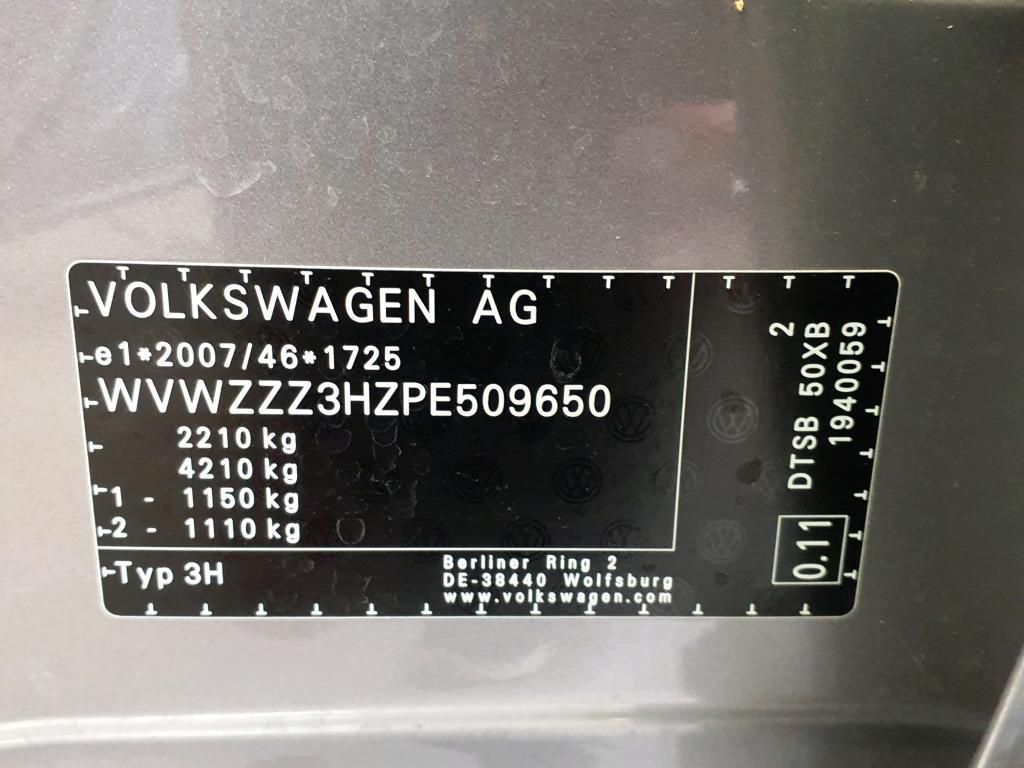 VOLKSWAGEN AG
e1*2007/46*1725
WVWZZZ3HZPE509650
2210 kg
4210 kg
1 - 1150 kg
2 - 1110 kg
Typ 3H
Berliner Ring 2
DE-38440 Wolfsburg
www.volkswagen.com
2
DTSB 50XB
1940059
0.11